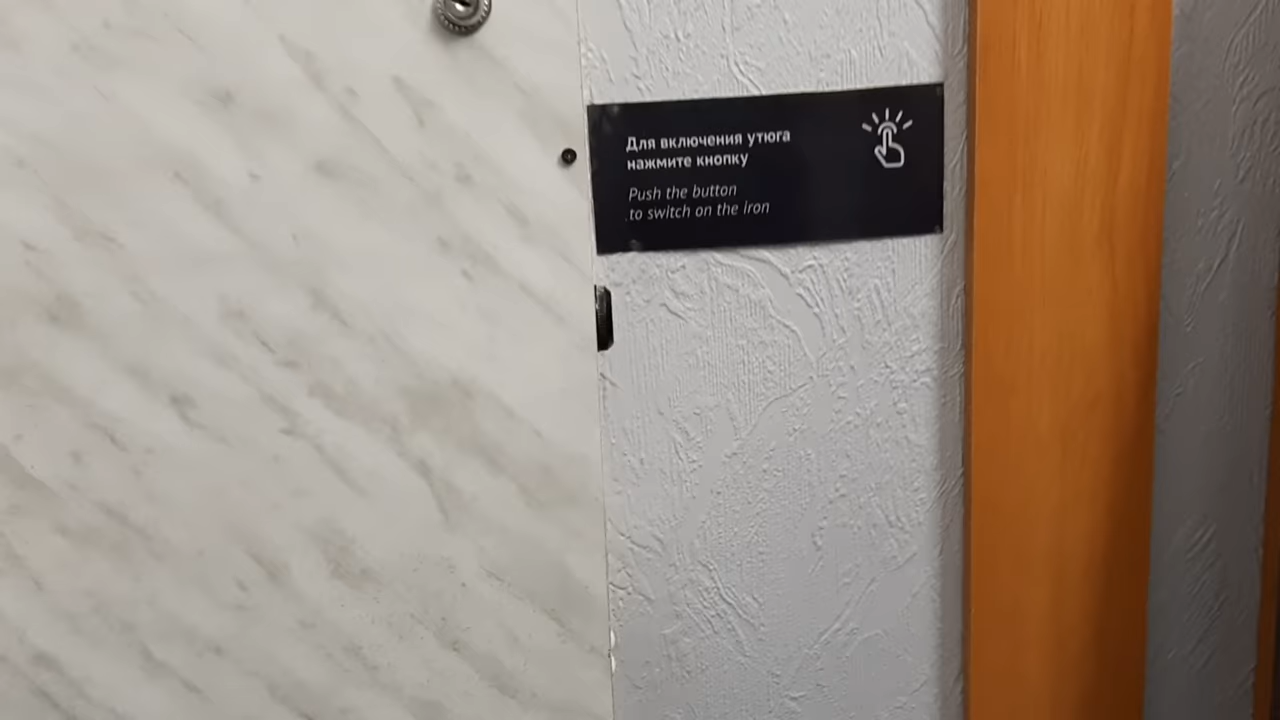 Для включения утюга
нажмите кнопку
Push the button
to switch on the iron